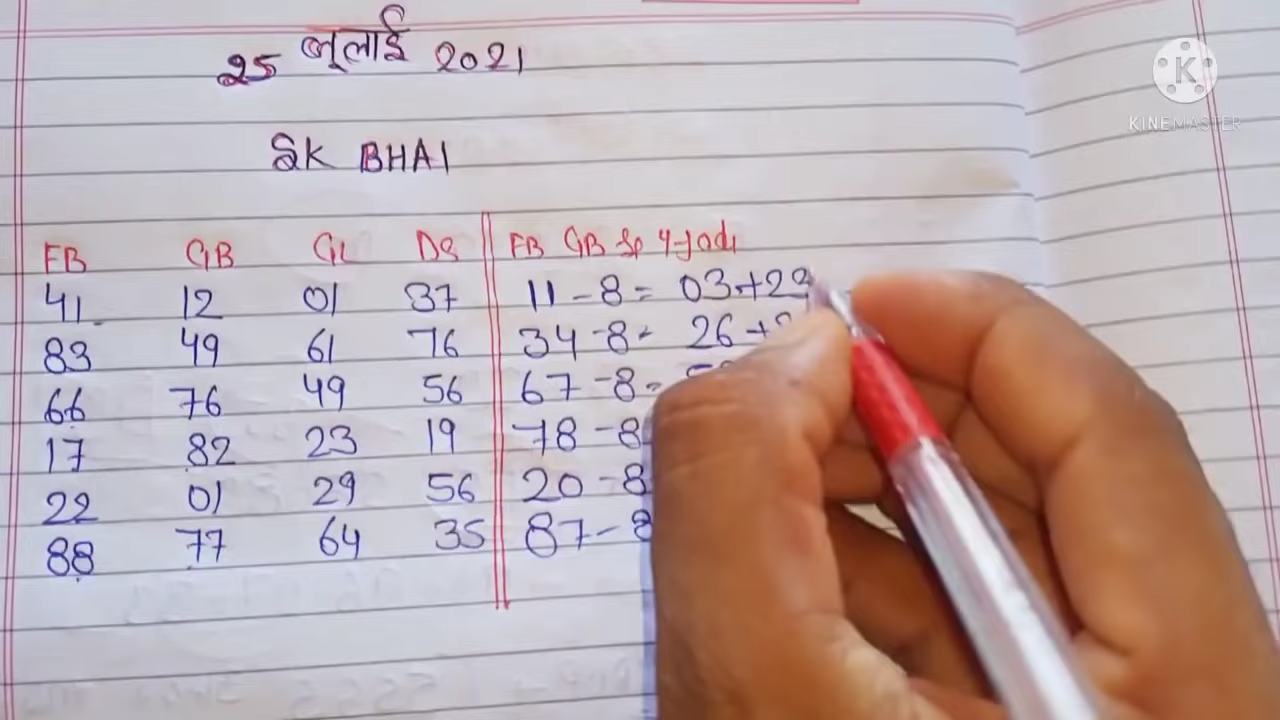 25 जूलाई 2021
K
KINEMASTER
SK BHAI
FB GB GL DS FB GB से 4-Jodi
41 12 01 37 11 - 8 = 03 + 29
83 49 61 76 34 - 8 = 26 +
66 76 49 56 67 - 8 =
17 82 23 19 78 - 8
22 01 29 56 20 - 8
88 77 64 35 87 - 8